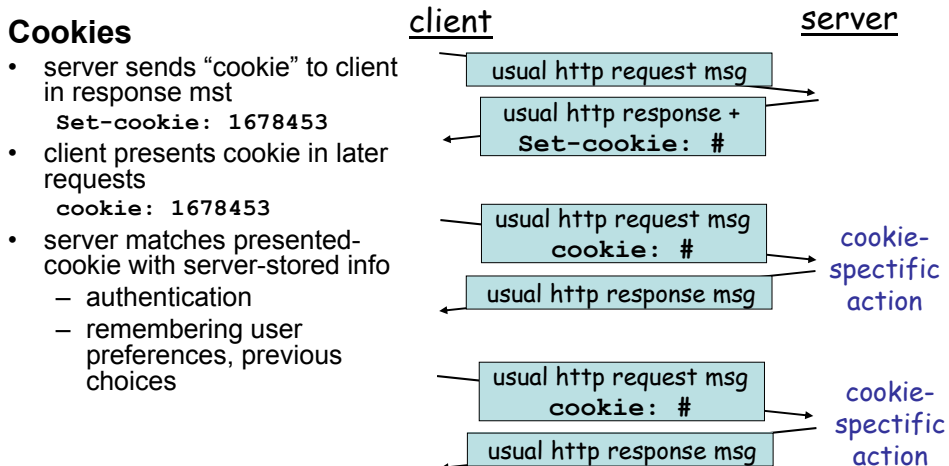 Cookies
• server sends “cookie” to client
in response mst
Set-cookie: 1678453
• client presents cookie in later
requests
cookie: 1678453
• server matches presented-
cookie with server-stored info
– authentication
– remembering user
preferences, previous
choices
client
server
usual http request msg
usual http response +
Set-cookie: #
usual http request msg
cookie: #
usual http response msg
cookie-
spectific
action
usual http request msg
cookie: #
usual http response msg
cookie-
spectific
action